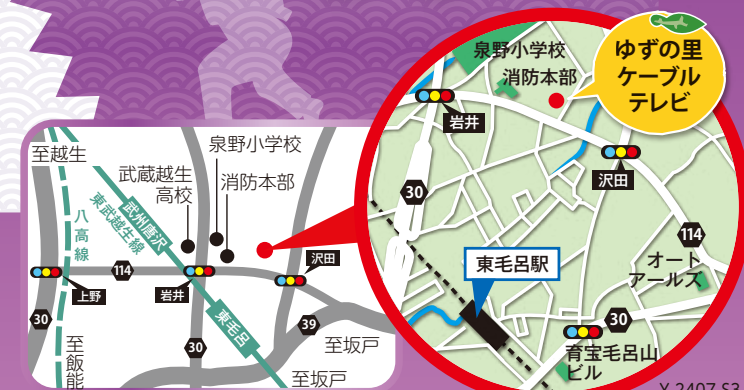 至越生
八高線
東武越生線
武州唐沢
武蔵越生
高校
泉野小学校
消防本部
114
上野
岩井
沢田
30
30
39
東毛呂
至飯能
至坂戸
至坂戸
泉野小学校
消防本部
ゆずの里
ケーブル
テレビ
岩井
沢田
30
114
東毛呂駅
オート
アールズ
30
育宝毛呂山
ビル
Y-2407-S3